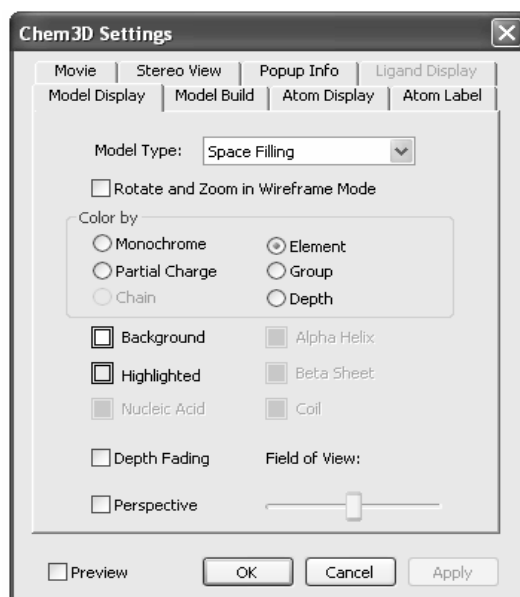 Chem3D Settings
Movie Stereo View Popup Info Ligand Display
Model Display Model Build Atom Display Atom Label
Model Type: Space Filling
Rotate and Zoom in Wireframe Mode
Color by
Monochrome Element
Partial Charge Group
Chain Depth
Background Alpha Helix
Highlighted Beta Sheet
Nucleic Acid Coil
Depth Fading Field of View:
Perspective
Preview OK Cancel Apply